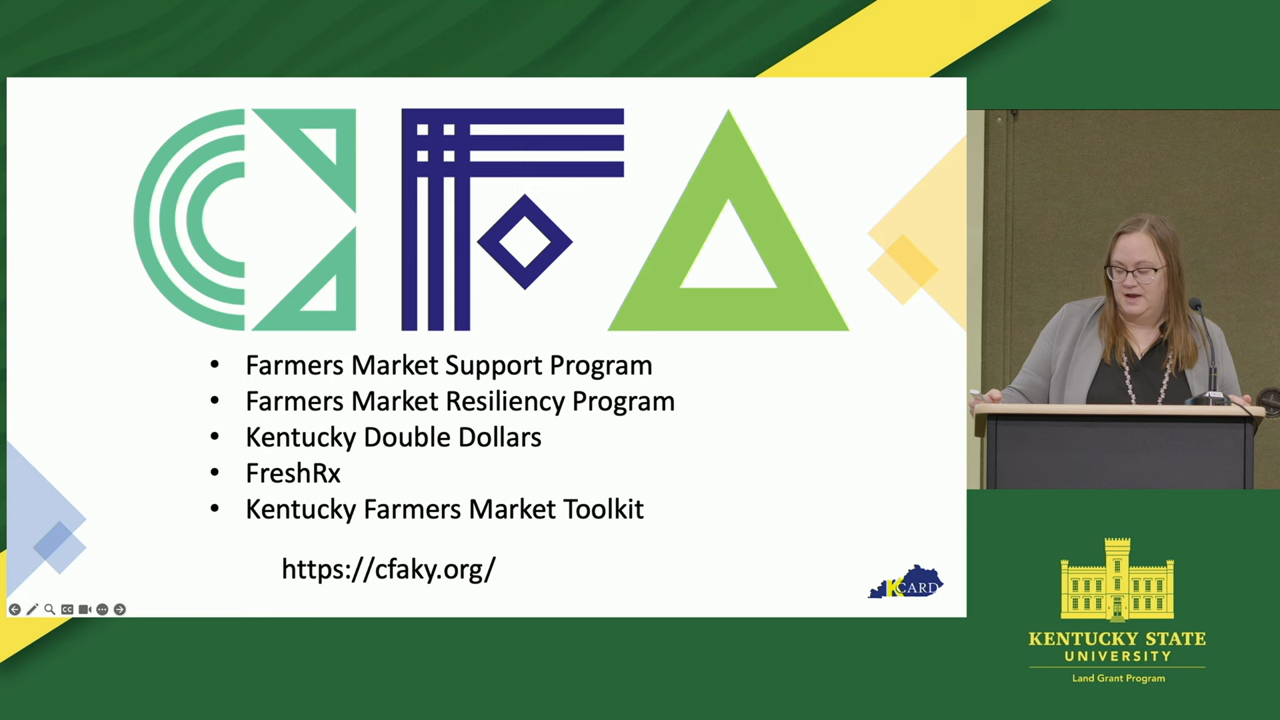 CFA
• Farmers Market Support Program
• Farmers Market Resiliency Program
• Kentucky Double Dollars
• FreshRx
• Kentucky Farmers Market Toolkit
https://cfaky.org/
KCARD
KENTUCKY STATE
UNIVERSITY
Land Grant Program